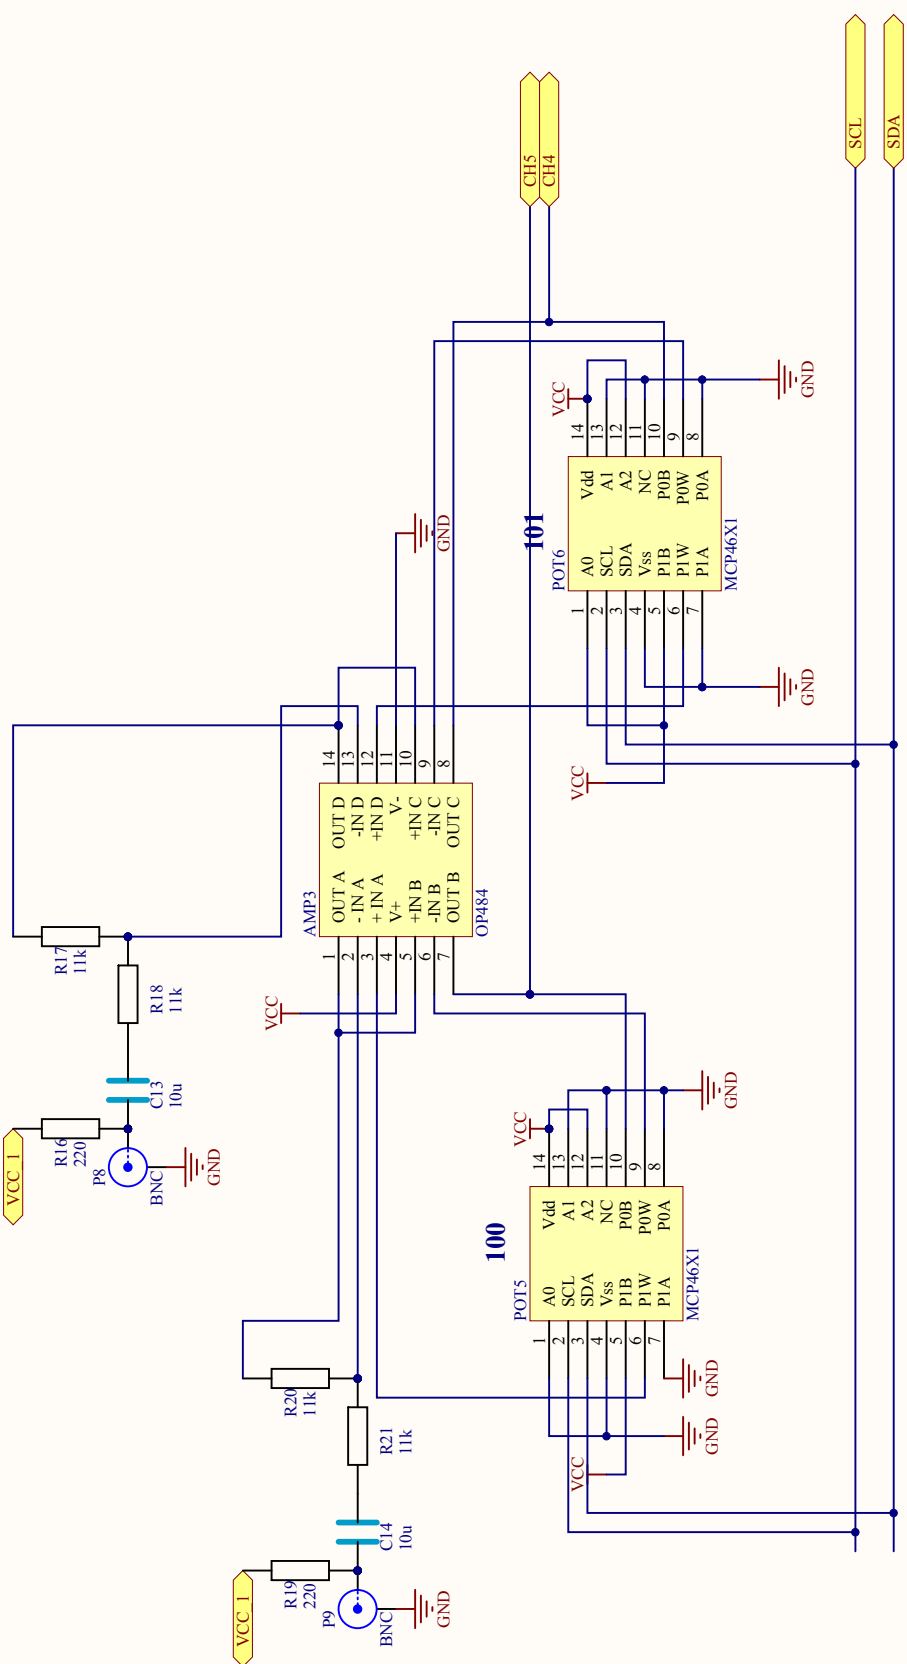 SCL
SDA
CH5
CH4
VCC
GND
14
13
12
11
10
9
8
Vdd
A1
A2
NC
P0B
P0W
P0A
101
POT6
MCP46X1
A0
SCL
SDA
Vss
P1B
P1W
P1A
1
2
3
4
5
6
7
GND
VCC
GND
14
13
12
11
10
9
8
OUT D
-IN D
+IN D
V-
+IN C
-IN C
OUT C
AMP3
OP484
OUT A
- IN A
+ IN A
V+
+IN B
-IN B
OUT B
1
2
3
4
5
6
7
VCC
R17
11k
R18
11k
C13
10u
R16
220
VCC 1
P8
BNC
GND
VCC
GND
14
13
12
11
10
9
8
Vdd
A1
A2
NC
P0B
P0W
P0A
100
POT5
MCP46X1
A0
SCL
SDA
Vss
P1B
P1W
P1A
1
2
3
4
5
6
7
GND
GND
VCC
R20
11k
R21
11k
C14
10u
R19
220
VCC 1
P9
BNC
GND